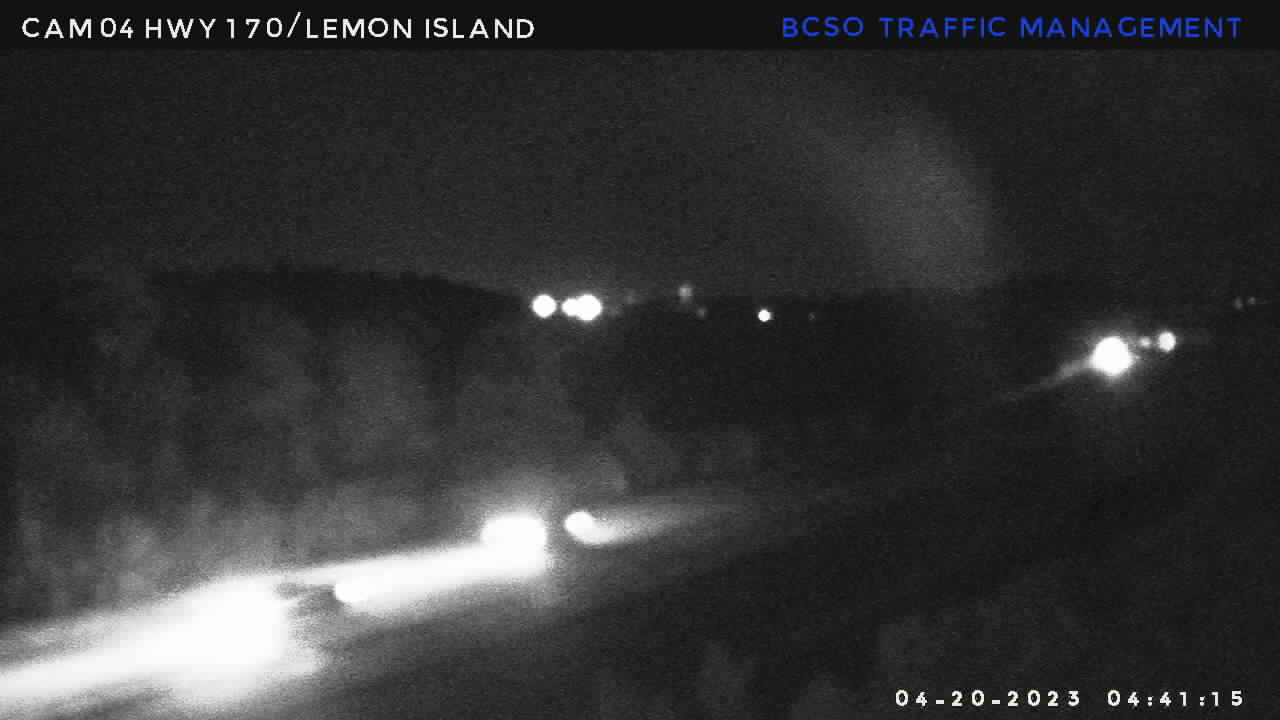 CAM04 HWY 170/LEMON ISLAND
BCSO TRAFFIC MANAGEMENT
04-20-2023 04:41:15